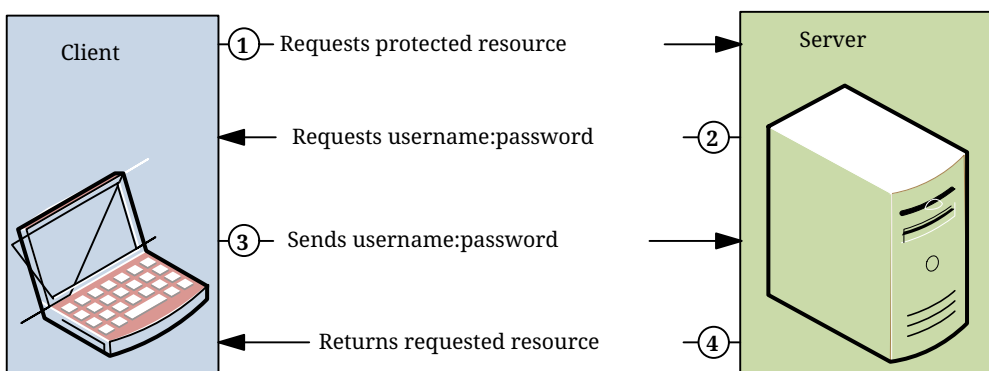 Client
Server
1 Requests protected resource
Requests username:password 2
3 Sends username:password
Returns requested resource 4